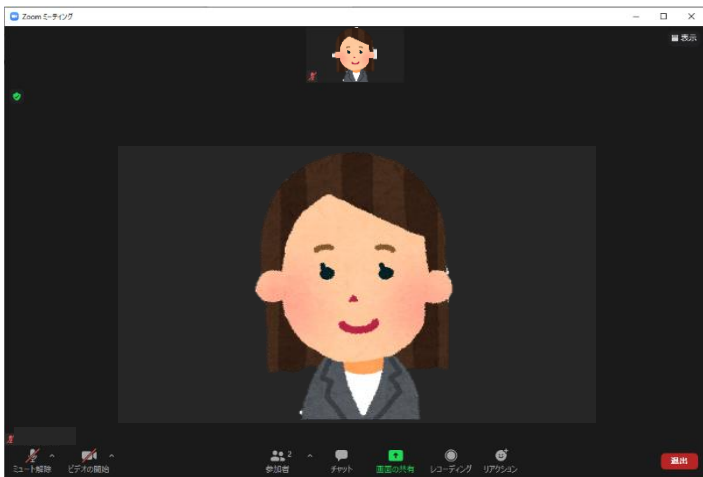 Zoom ミーティング
表示
2
ミュート解除
ビデオの開始
参加者
チャット
画面の共有
レコーディング
リアクション
退出